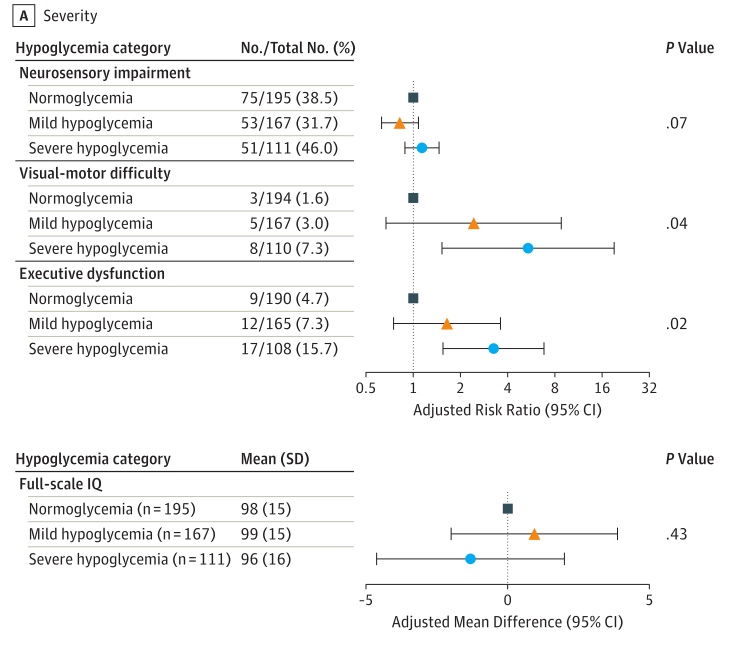 A Severity
Hypoglycemia category No./Total No. (%) P Value
Neurosensory impairment
Normoglycemia 75/195 (38.5)
Mild hypoglycemia 53/167 (31.7) .07
Severe hypoglycemia 51/111 (46.0)
Visual-motor difficulty
Normoglycemia 3/194 (1.6)
Mild hypoglycemia 5/167 (3.0) .04
Severe hypoglycemia 8/110 (7.3)
Executive dysfunction
Normoglycemia 9/190 (4.7)
Mild hypoglycemia 12/165 (7.3) .02
Severe hypoglycemia 17/108 (15.7)
0.5 1 2 4 8 16 32
Adjusted Risk Ratio (95% CI)
Hypoglycemia category Mean (SD) P Value
Full-scale IQ
Normoglycemia (n=195) 98 (15)
Mild hypoglycemia (n=167) 99 (15) .43
Severe hypoglycemia (n=111) 96 (16)
-5 0 5
Adjusted Mean Difference (95% CI)